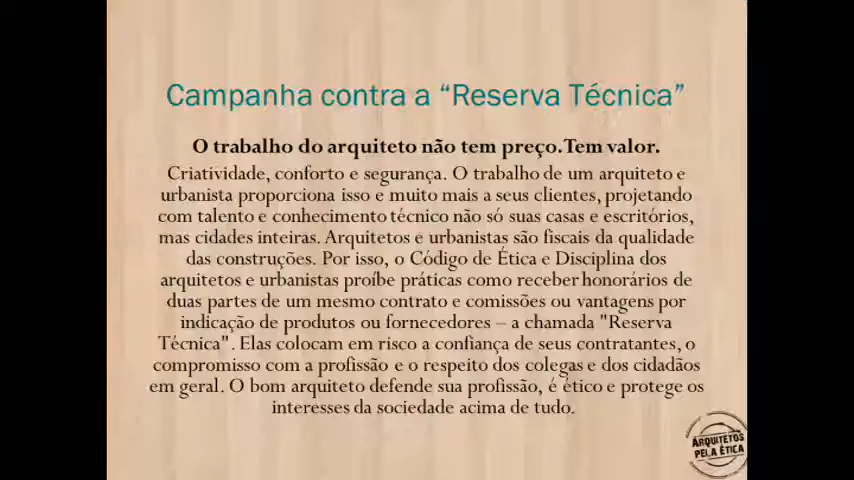 Campanha contra a “Reserva Técnica”
O trabalho do arquiteto não tem preço. Tem valor.
Criatividade, conforto e segurança. O trabalho de um arquiteto e
urbanista proporciona isso e muito mais a seus clientes, projetando
com talento e conhecimento técnico não só suas casas e escritórios,
mas cidades inteiras. Arquitetos e urbanistas são fiscais da qualidade
das construções. Por isso, o Código de Ética e Disciplina dos
arquitetos e urbanistas proíbe práticas como receber honorários de
duas partes de um mesmo contrato e comissões ou vantagens por
indicação de produtos ou fornecedores – a chamada "Reserva
Técnica". Elas colocam em risco a confiança de seus contratantes, o
compromisso com a profissão e o respeito dos colegas e dos cidadãos
em geral. O bom arquiteto defende sua profissão, é ético e protege os
interesses da sociedade acima de tudo.
ARQUITETOS
PELA ÉTICA